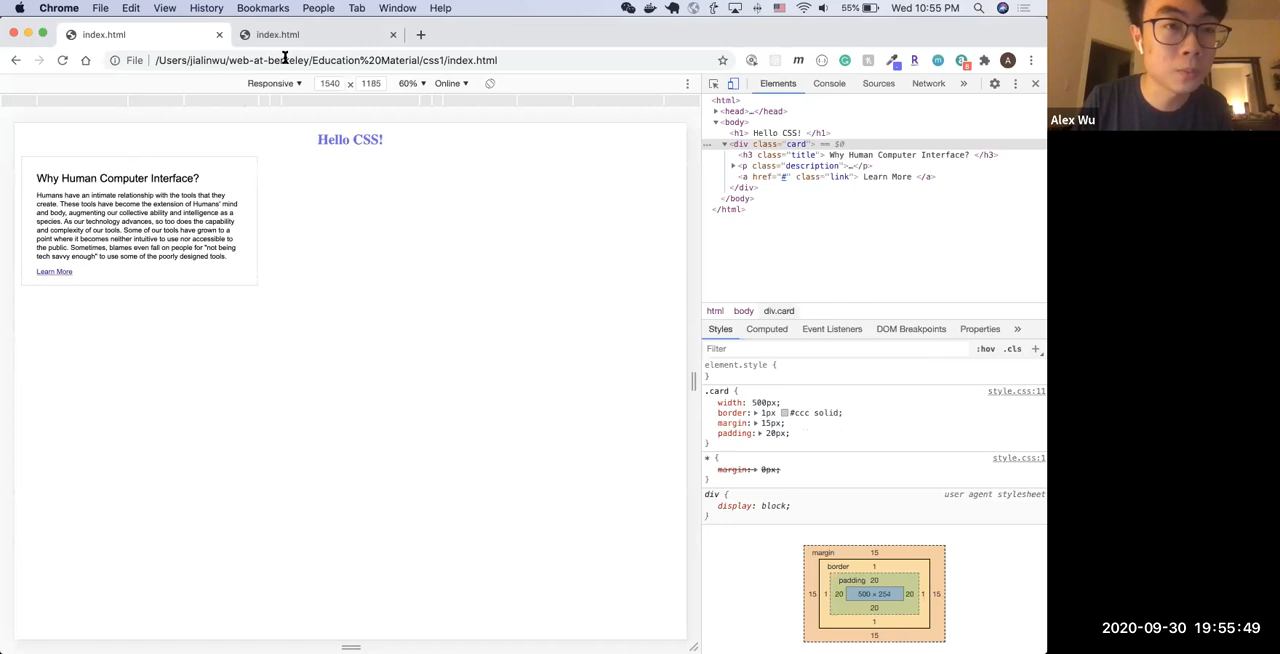 Chrome File Edit View History Bookmarks People Tab Window Help 55% Wed 10:55 PM
index.html index.html
File /Users/jialinwu/web-at-berkeley/Education%20Material/css1/index.html
Responsive 1540 x 1185 60% Online
Elements Console Sources Network
Hello CSS!
Why Human Computer Interface?
Humans have an intimate relationship with the tools that they
create. These tools have become the extension of Humans' mind
and body, augmenting our collective ability and intelligence as a
species. As our technology advances, so too does the capability
and complexity of our tools. Some of our tools have grown to a
point where it becomes neither intuitive to use nor accessible to
the public. Sometimes, blames even fall on people for "not being
tech savvy enough" to use some of the poorly designed tools.
Learn More
<html>
<head>…</head>
<body>
<h1> Hello CSS! </h1>
<div class="card"> == $0
<h3 class="title"> Why Human Computer Interface? </h3>
<p class="description">…</p>
<a href="#" class="link"> Learn More </a>
</div>
</body>
</html>
html body div.card
Styles Computed Event Listeners DOM Breakpoints Properties
Filter :hov .cls
element.style {
}
.card { style.css:11
width: 500px;
border: 1px #ccc solid;
margin: 15px;
padding: 20px;
}
* { style.css:1
margin: 0px;
}
div { user agent stylesheet
display: block;
}
margin 15
border 1
padding 20
15 1 20 500 × 254 20 1 15
20
1
15
Alex Wu
2020-09-30 19:55:49